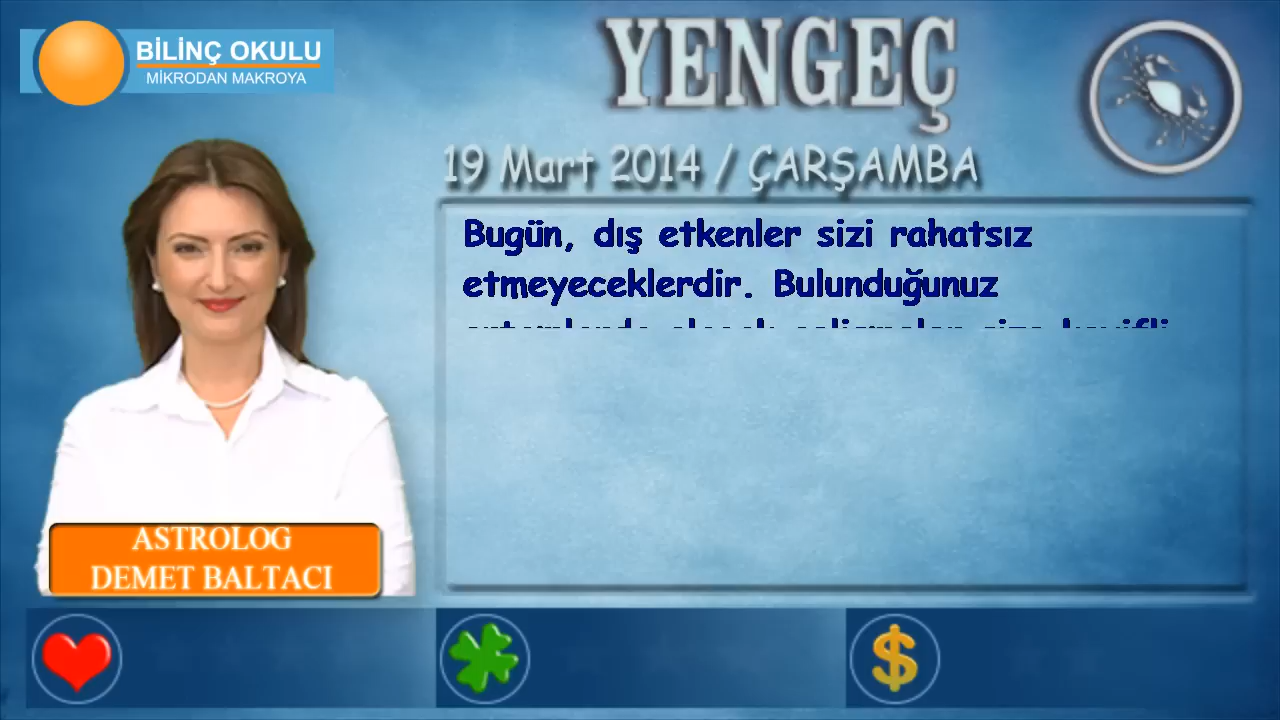 BİLİNÇ OKULU
MİKRODAN MAKROYA
YENGEÇ
19 Mart 2014 / ÇARŞAMBA
Bugün, dış etkenler sizi rahatsız
etmeyeceklerdir. Bulunduğunuz
ASTROLOG
DEMET BALTACI